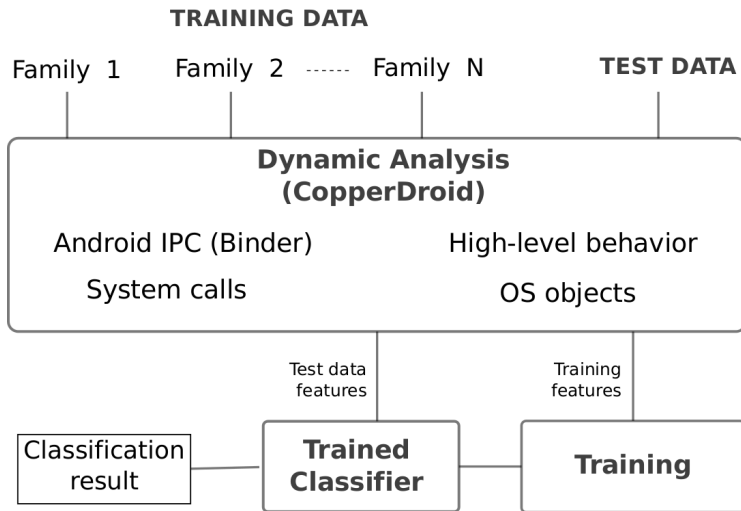 TRAINING DATA
Family 1
Family 2
Family N
TEST DATA
Dynamic Analysis
(CopperDroid)
Android IPC (Binder)
High-level behavior
System calls
OS objects
Test data
features
Training
features
Classification
result
Trained
Classifier
Training